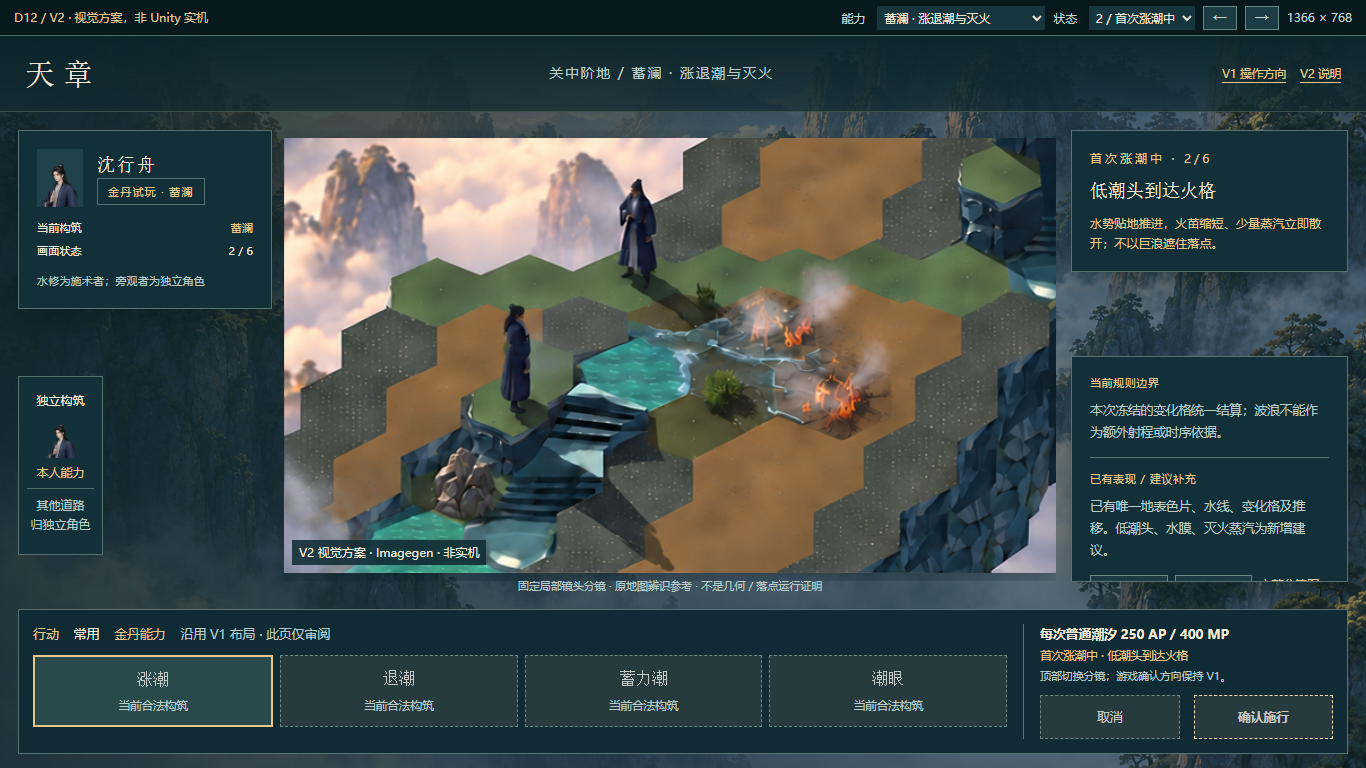 D12 / V2 · 视觉方案，非 Unity 实机
能力 蓄澜 · 涨退潮与灭火 状态 2 / 首次涨潮中 ← → 1366 × 768
天章
关中阶地 / 蓄澜 · 涨退潮与灭火
V1 操作方向 V2 说明
沈行舟
金丹试玩 · 蓄澜
当前构筑 蓄澜
画面状态 2 / 6
水修为施术者；旁观者为独立角色
独立构筑
本人能力
其他道路
归独立角色
V2 视觉方案 · Imagegen · 非实机
固定局部镜头分镜 · 原地图辨识参考 · 不是几何 / 落点运行证明
首次涨潮中 · 2/6
低潮头到达火格
水势贴地推进，火苗缩短、少量蒸汽立即散
开；不以巨浪遮住落点。
当前规则边界
本次冻结的变化格统一结算；波浪不能作
为额外射程或时序依据。
已有表现 / 建议补充
已有唯一地表色片、水线、变化格及推
移。低潮头、水膜、灭火蒸汽为新增建
议。
行动 常用 金丹能力 沿用 V1 布局 · 此页仅审阅
涨潮
当前合法构筑
退潮
当前合法构筑
蓄力潮
当前合法构筑
潮眼
当前合法构筑
每次普通潮汐 250 AP / 400 MP
首次涨潮中 · 低潮头到达火格
顶部切换分镜；游戏确认方向保持 V1。
取消 确认施行